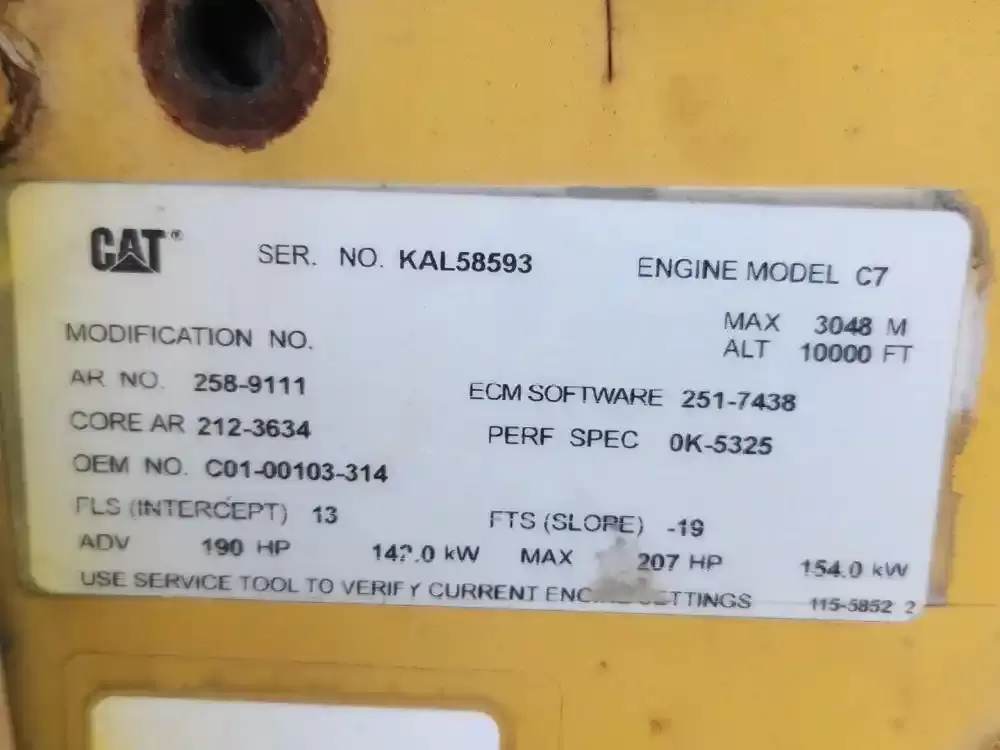 CAT® SER. NO. KAL58593 ENGINE MODEL C7
MODIFICATION NO. MAX 3048 M
ALT 10000 FT
AR NO. 258-9111 ECM SOFTWARE 251-7438
CORE AR 212-3634 PERF SPEC 0K-5325
OEM NO. C01-00103-314
FLS (INTERCEPT) 13 FTS (SLOPE) -19
ADV 190 HP kW MAX 207 HP 154.0 kW
USE SERVICE TOOL TO VERIFY CURRENT 115-5852 2